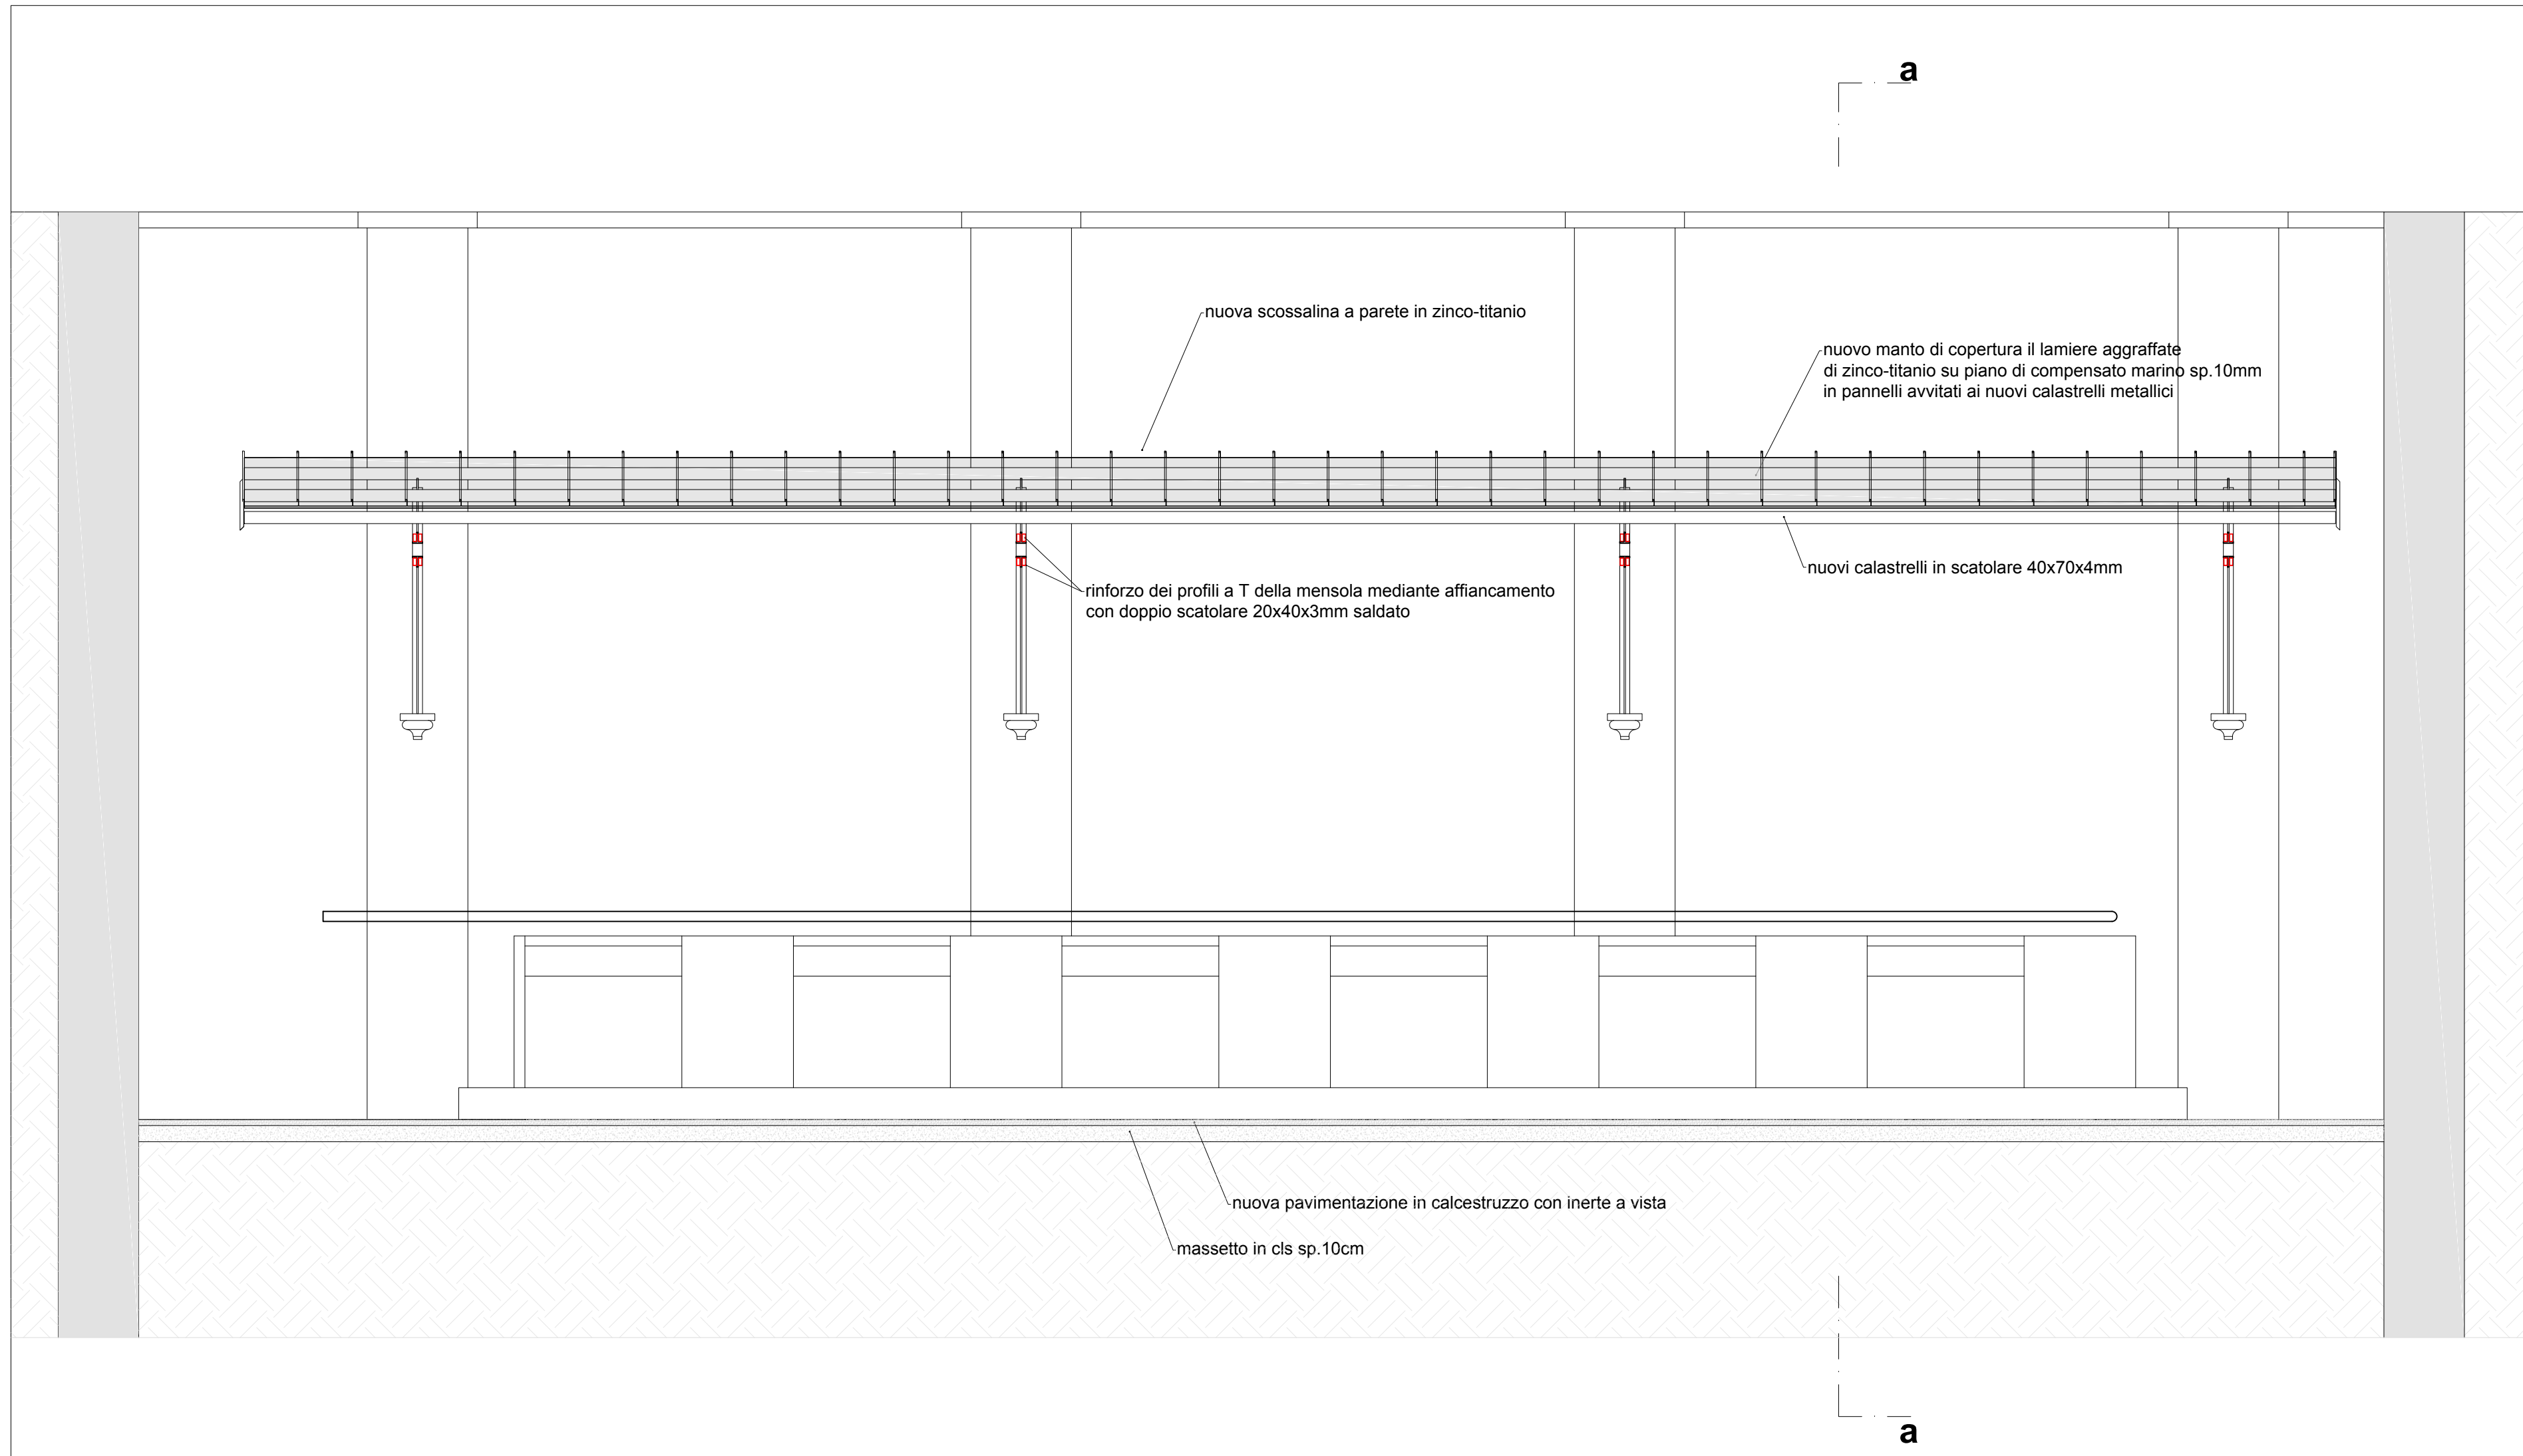 a
nuova scossalina a parete in zinco-titanio
nuovo manto di copertura il lamiere aggraffate
di zinco-titanio su piano di compensato marino sp.10mm
in pannelli avvitati ai nuovi calastrelli metallici
nuovi calastrelli in scatolare 40x70x4mm
rinforzo dei profili a T della mensola mediante affiancamento
con doppio scatolare 20x40x3mm saldato
nuova pavimentazione in calcestruzzo con inerte a vista
massetto in cls sp.10cm
a